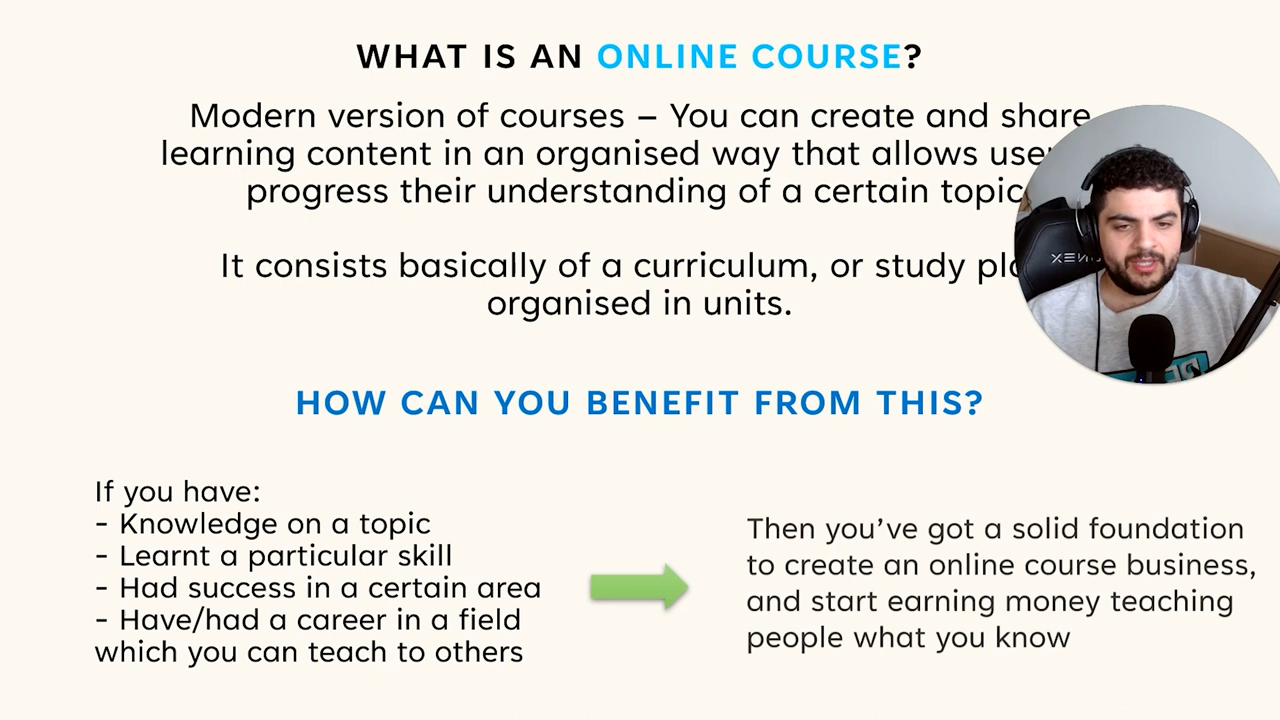 WHAT IS AN ONLINE COURSE?
Modern version of courses – You can create and share
learning content in an organised way that allows
progress their understanding of a certain topic
It consists basically of a curriculum, or study
organised in units.
HOW CAN YOU BENEFIT FROM THIS?
If you have:
- Knowledge on a topic
- Learnt a particular skill
- Had success in a certain area
- Have/had a career in a field
which you can teach to others
Then you’ve got a solid foundation
to create an online course business,
and start earning money teaching
people what you know